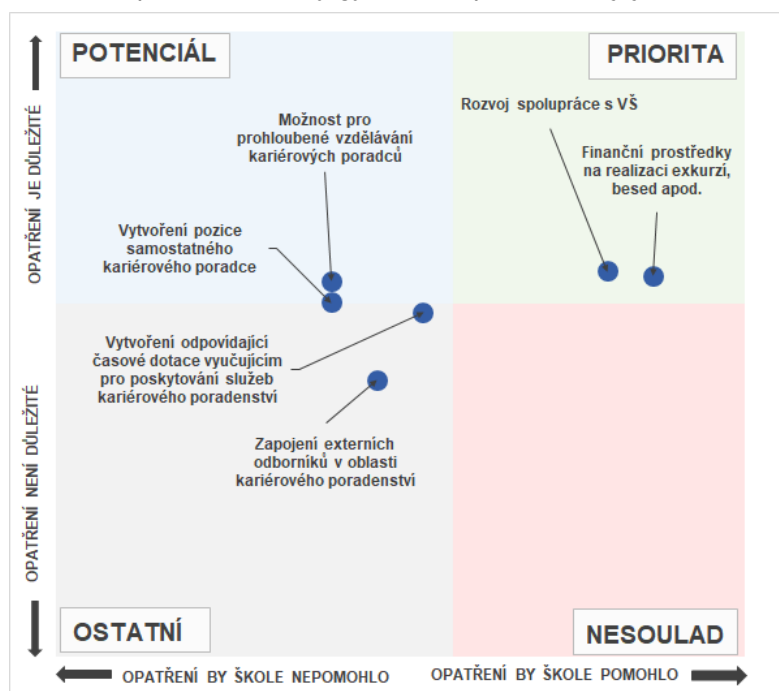 POTENCIÁL
PRIORITA
OPATŘENÍ JE DŮLEŽITÉ
Možnost pro
prohloubené vzdělávání
kariérových poradců
Rozvoj spolupráce s VŠ
Finanční prostředky
na realizaci exkurzí,
besed apod.
Vytvoření pozice
samostatného
kariérového poradce
Vytvoření odpovídající
časové dotace vyučujícím
pro poskytování služeb
kariérového poradenství
OPATŘENÍ NENÍ DŮLEŽITÉ
Zapojení externích
odborníků v oblasti
kariérového poradenství
OSTATNÍ
NESOULAD
OPATŘENÍ BY ŠKOLE NEPOMOHLO
OPATŘENÍ BY ŠKOLE POMOHLO